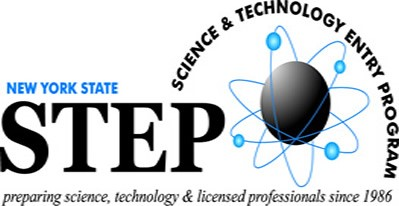 SCIENCE & TECHNOLOGY ENTRY PROGRAM
NEW YORK STATE
STEP
preparing science, technology & licensed professionals since 1986